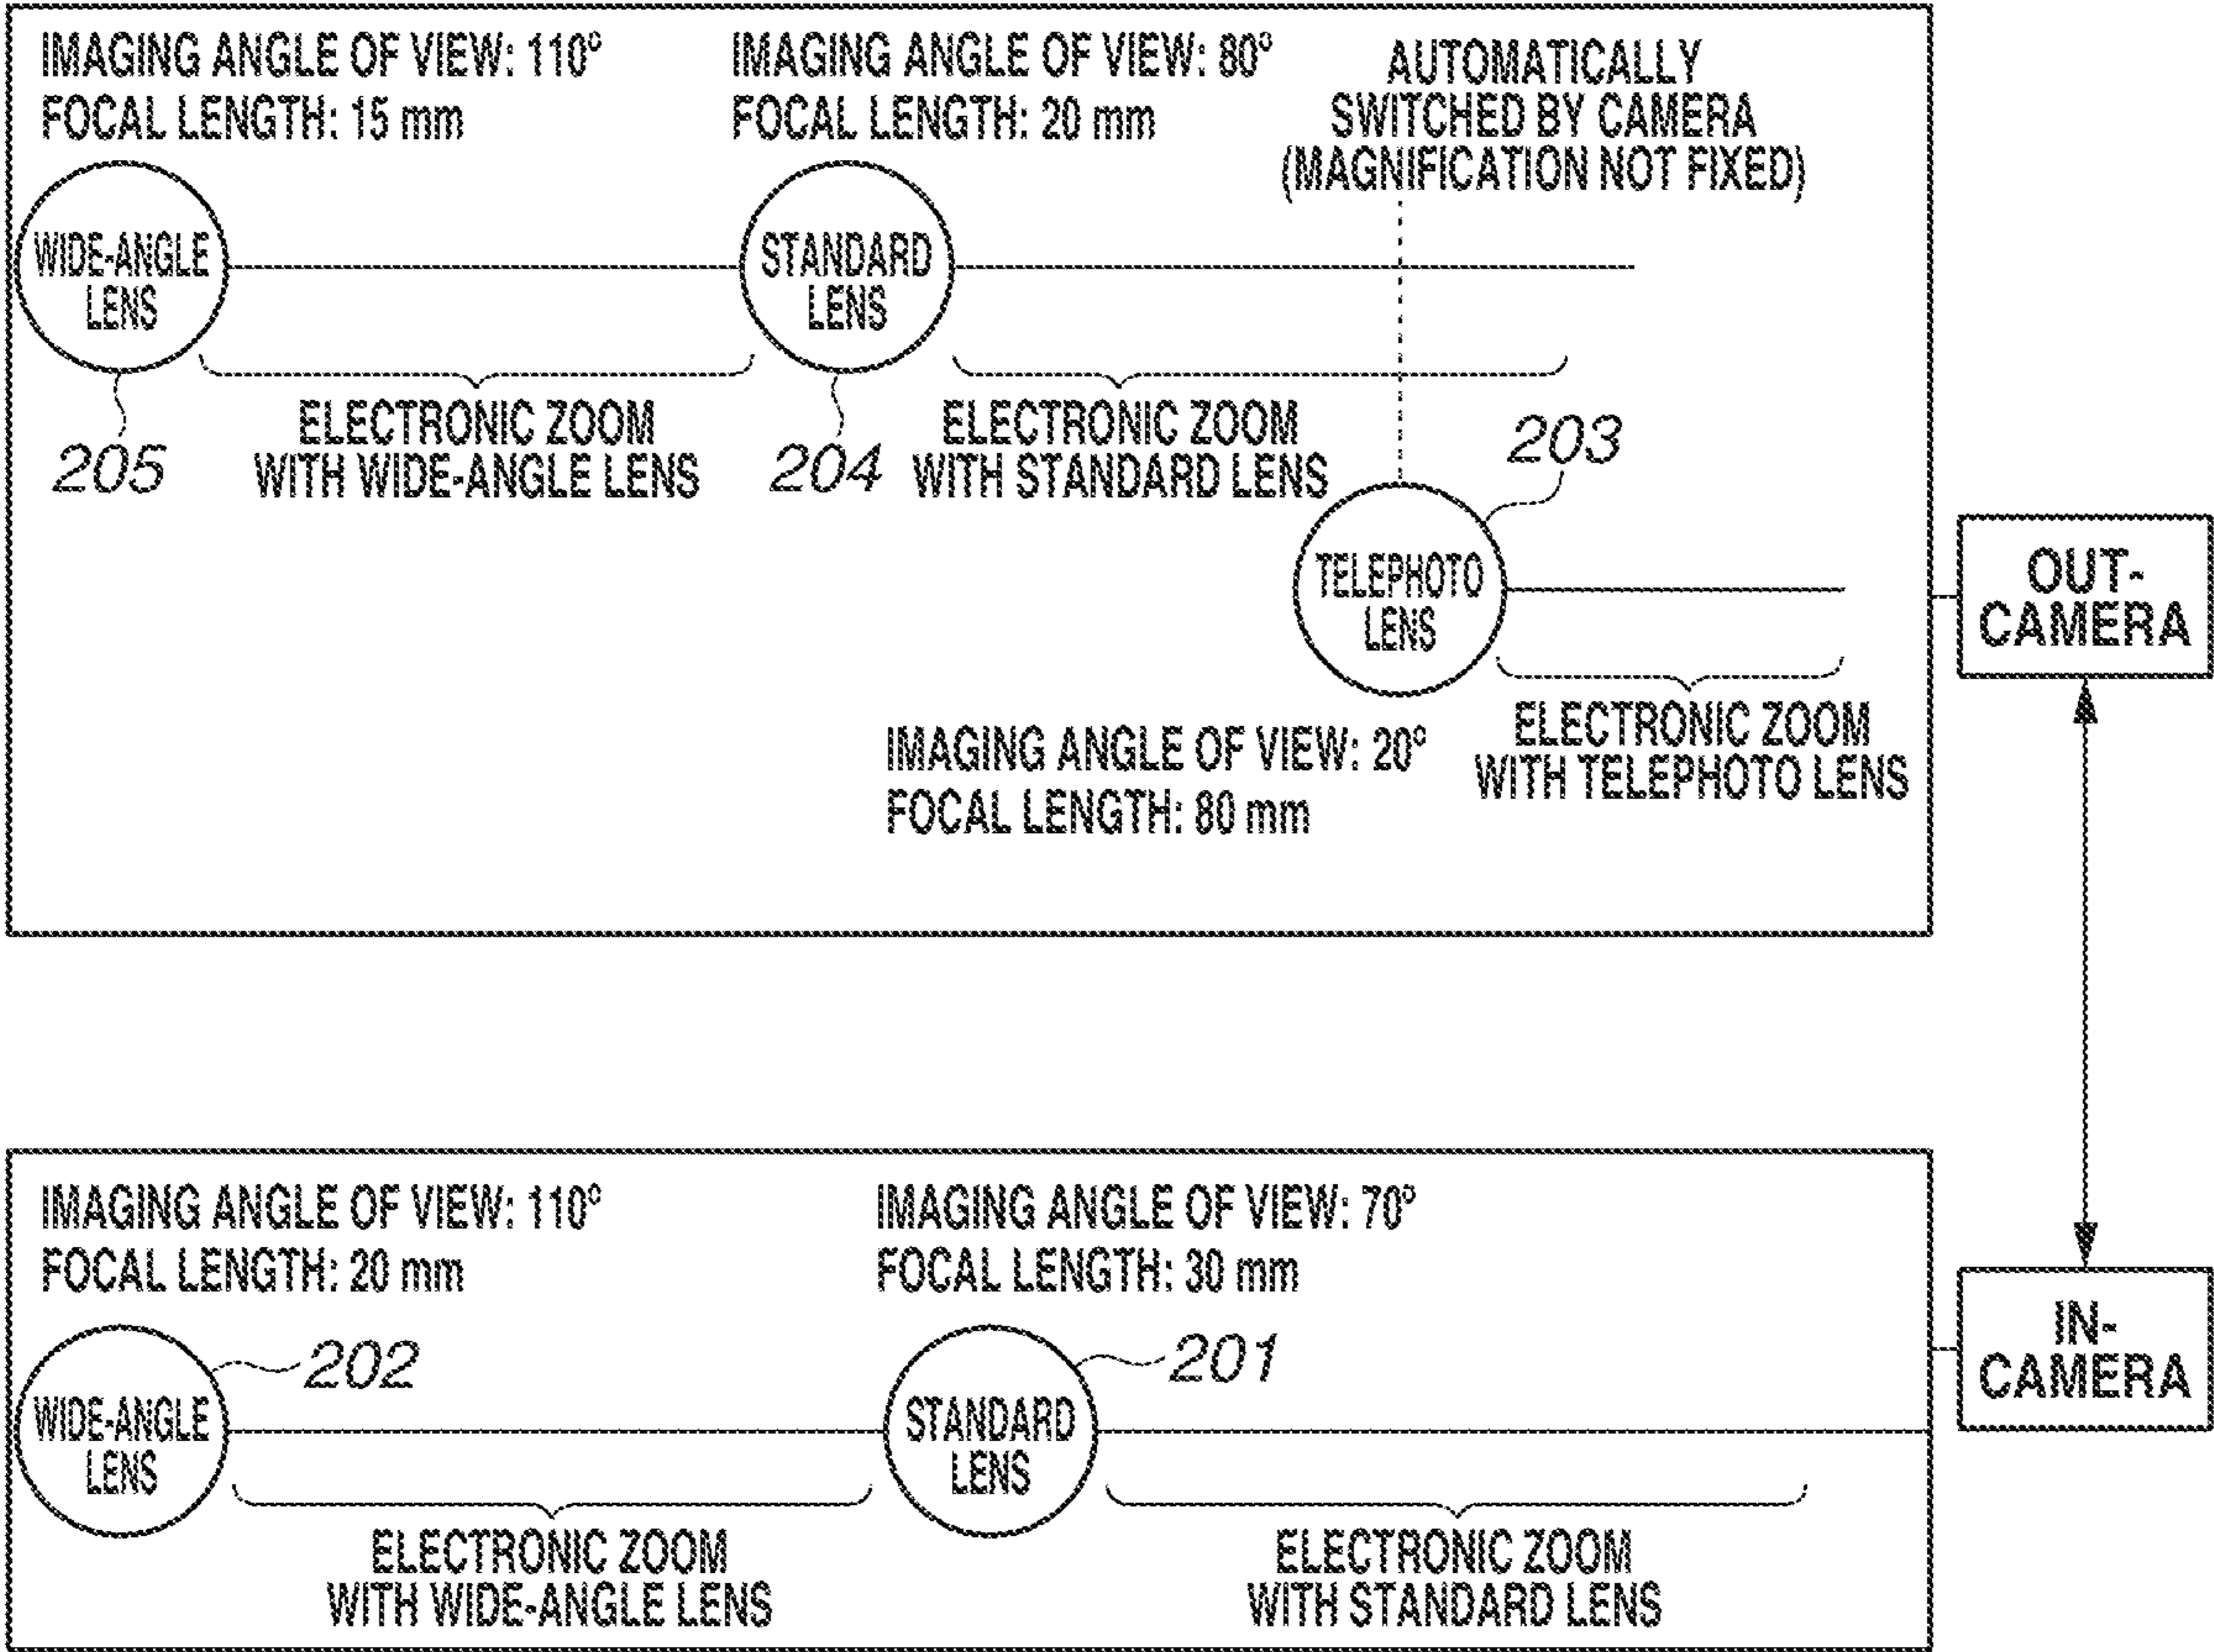 IMAGING ANGLE OF VIEW: 110°
FOCAL LENGTH: 15 mm
IMAGING ANGLE OF VIEW: 80°
FOCAL LENGTH: 20 mm
AUTOMATICALLY
SWITCHED BY CAMERA
(MAGNIFICATION NOT FIXED)
WIDE-ANGLE
LENS
STANDARD
LENS
205
ELECTRONIC ZOOM
WITH WIDE-ANGLE LENS
204
ELECTRONIC ZOOM
WITH STANDARD LENS
203
TELEPHOTO
LENS
OUT-
CAMERA
IMAGING ANGLE OF VIEW: 20°
FOCAL LENGTH: 80 mm
ELECTRONIC ZOOM
WITH TELEPHOTO LENS
IMAGING ANGLE OF VIEW: 110°
FOCAL LENGTH: 20 mm
IMAGING ANGLE OF VIEW: 70°
FOCAL LENGTH: 30 mm
202
201
WIDE-ANGLE
LENS
STANDARD
LENS
IN-
CAMERA
ELECTRONIC ZOOM
WITH WIDE-ANGLE LENS
ELECTRONIC ZOOM
WITH STANDARD LENS